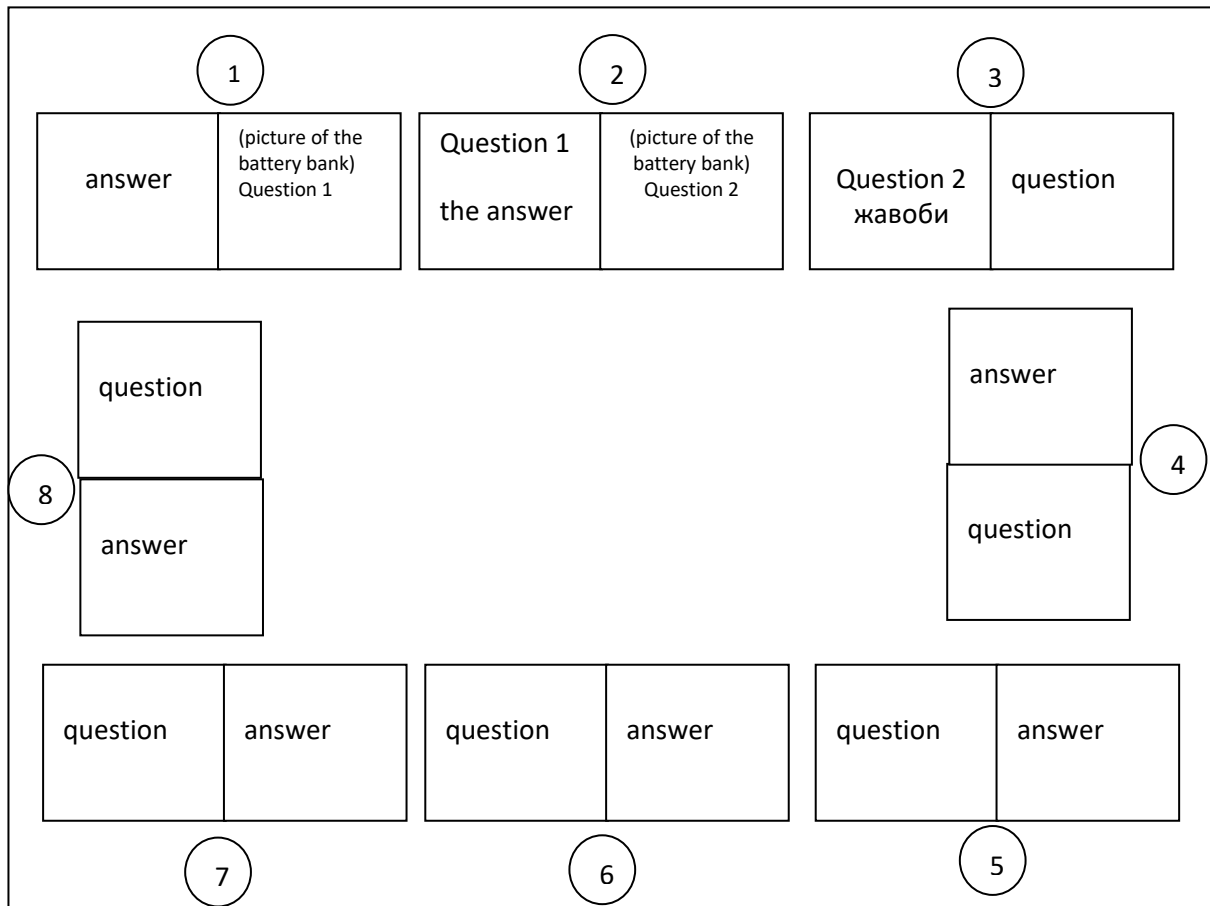 1
2
3
answer
(picture of the
battery bank)
Question 1
Question 1
the answer
(picture of the
battery bank)
Question 2
Question 2
жавоби
question
question
answer
8
answer
question
4
question
answer
question
answer
question
answer
7
6
5